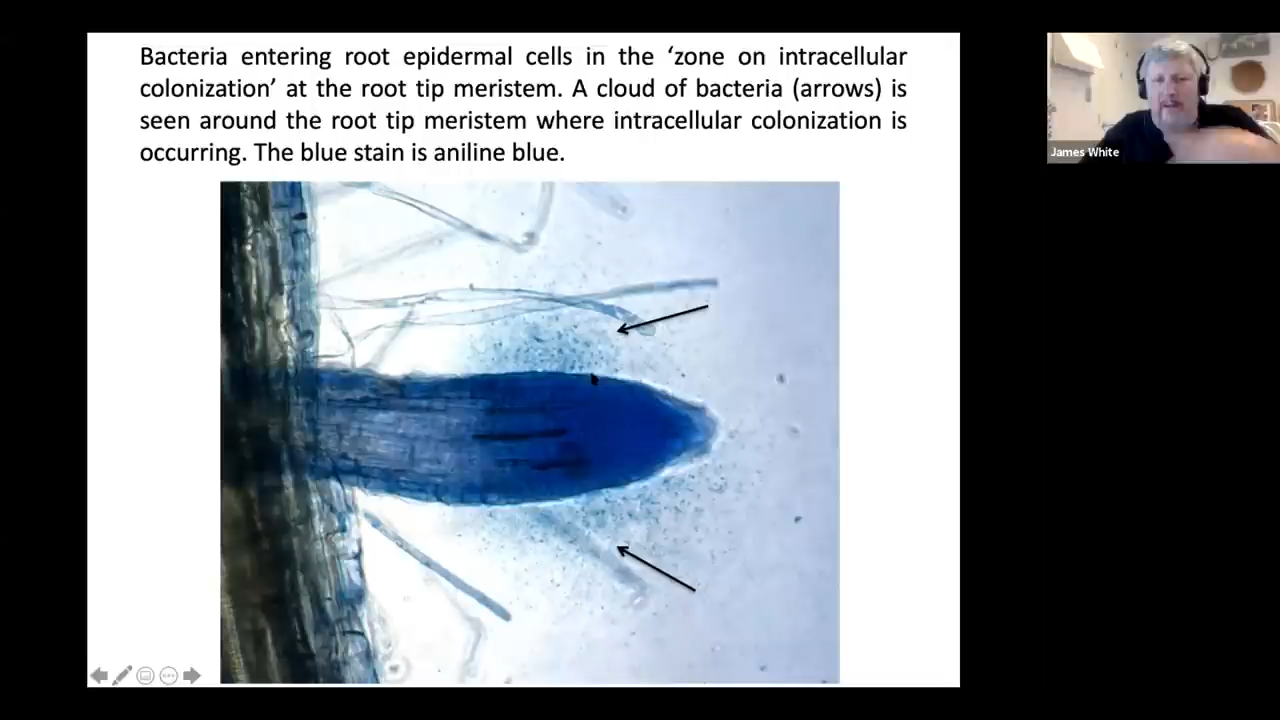 Bacteria entering root epidermal cells in the ‘zone on intracellular
colonization’ at the root tip meristem. A cloud of bacteria (arrows) is
seen around the root tip meristem where intracellular colonization is
occurring. The blue stain is aniline blue.
James White